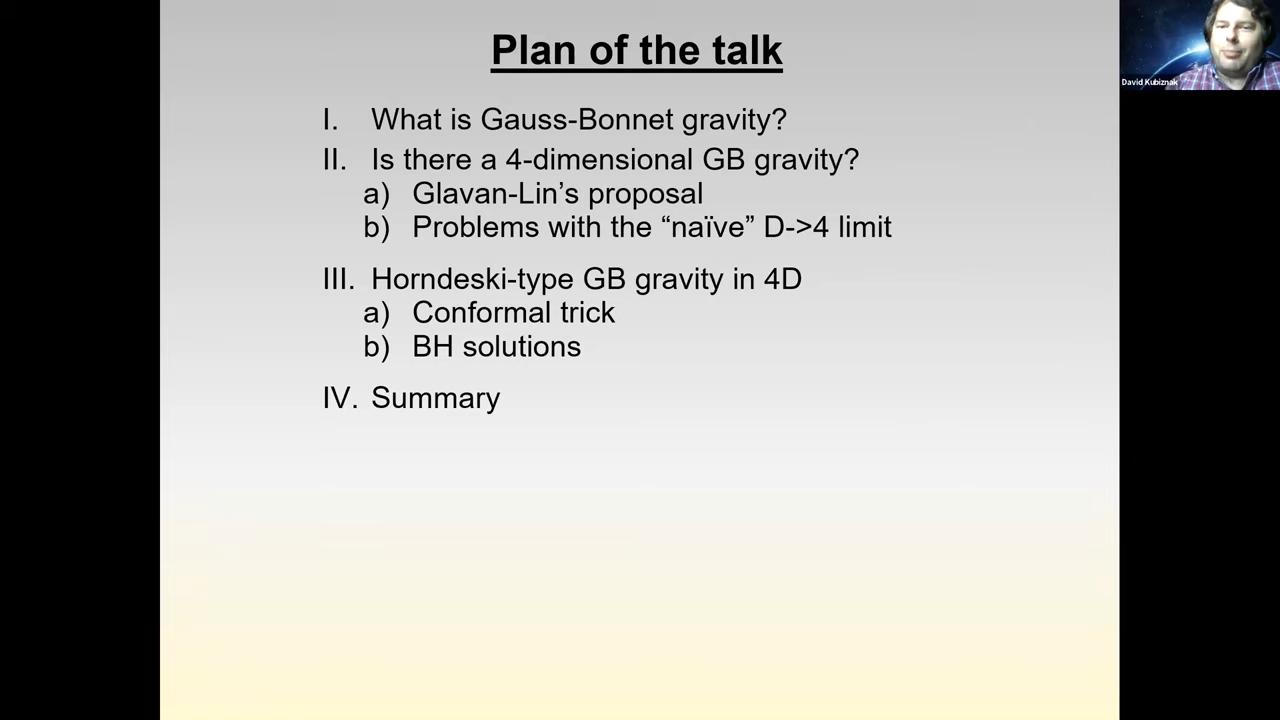 Plan of the talk
David Kubiznak
I. What is Gauss-Bonnet gravity?
II. Is there a 4-dimensional GB gravity?
a) Glavan-Lin’s proposal
b) Problems with the “naïve” D->4 limit
III. Horndeski-type GB gravity in 4D
a) Conformal trick
b) BH solutions
IV. Summary